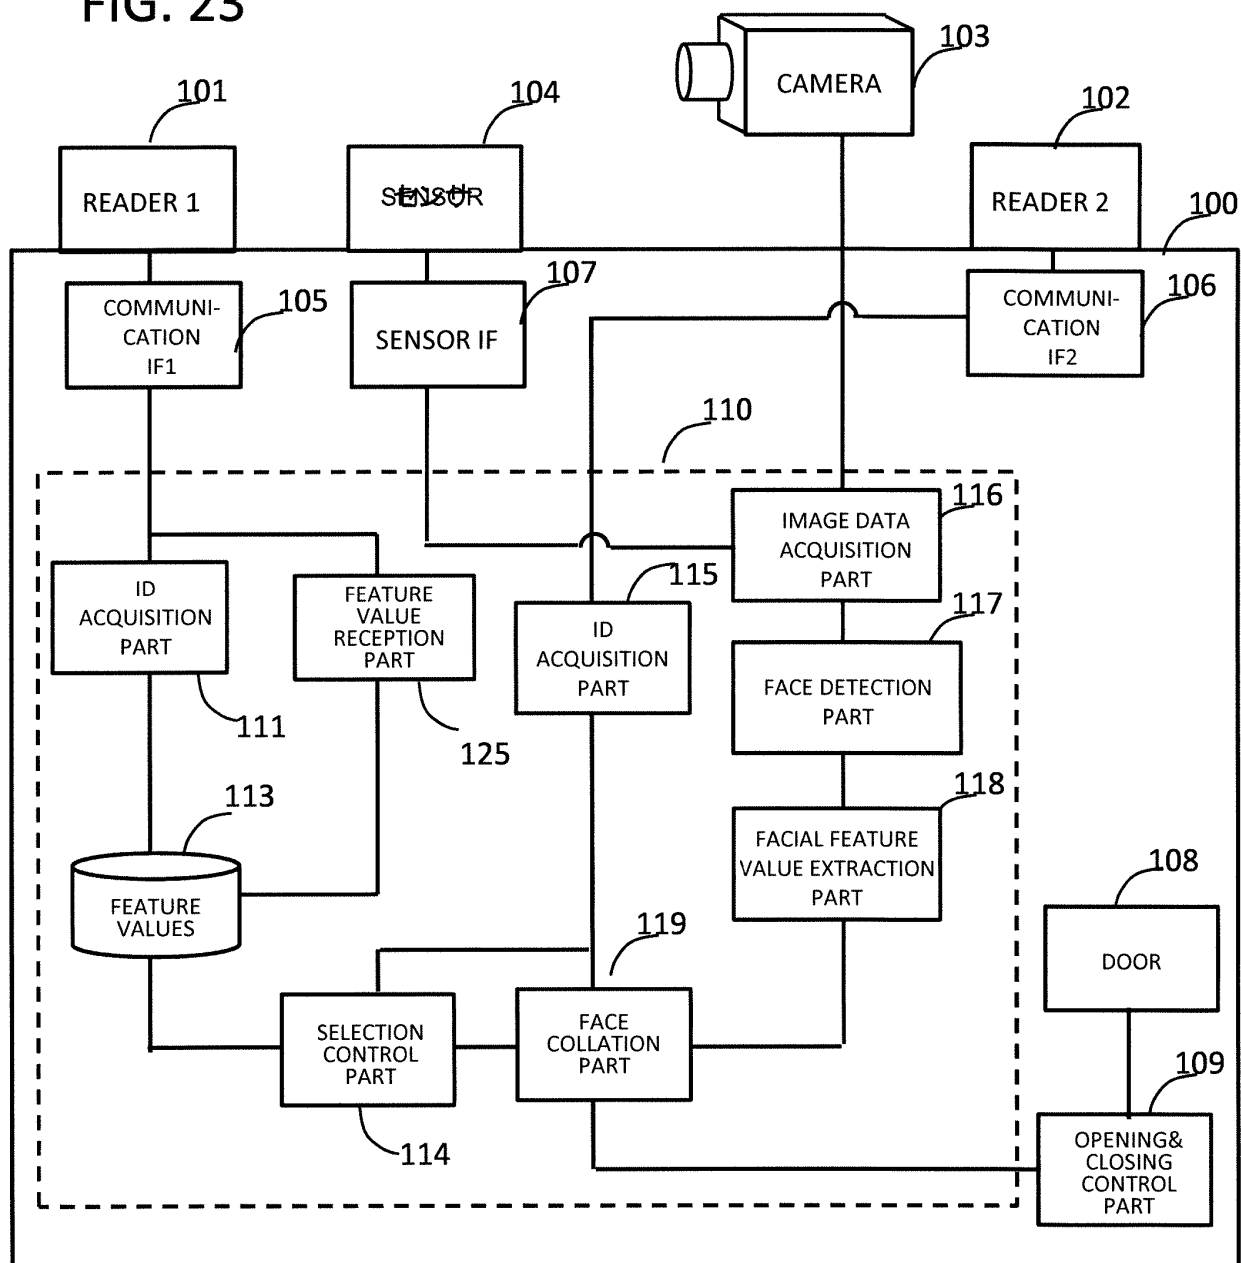 FIG. 23
103
CAMERA
101
104
102
READER 1
SENSOR
READER 2
100
107
105
106
COMMUNI-
CATION
IF1
SENSOR IF
COMMUNI-
CATION
IF2
110
116
IMAGE DATA
ACQUISITION
PART
115
117
ID
ACQUISITION
PART
FEATURE
VALUE
RECEPTION
PART
ID
ACQUISITION
PART
FACE DETECTION
PART
111
125
113
118
FACIAL FEATURE
VALUE EXTRACTION
PART
108
FEATURE
VALUES
119
DOOR
SELECTION
CONTROL
PART
FACE
COLLATION
PART
109
114
OPENING&
CLOSING
CONTROL
PART